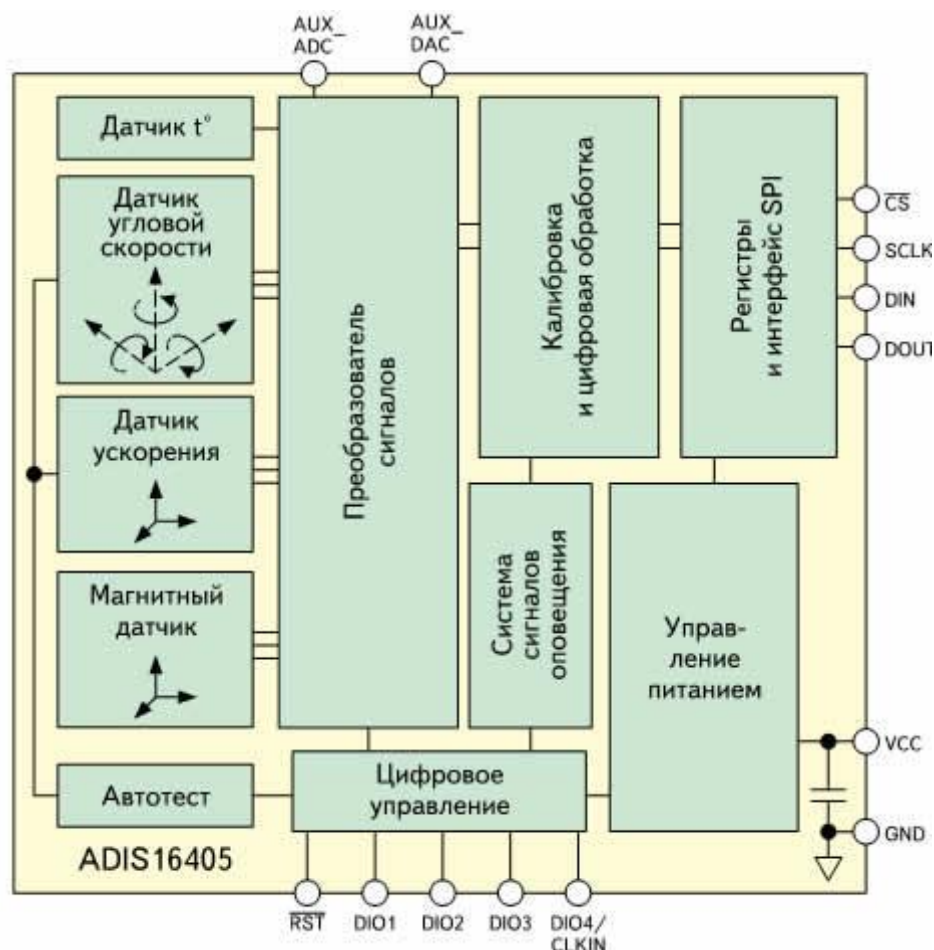 AUX_
ADC
AUX_
DAC
Датчик t°
Датчик
угловой
скорости
Датчик
ускорения
Магнитный
датчик
Автотест
Преобразователь
сигналов
Калибровка
и цифровая обработка
Регистры
и интерфейс SPI
Система
сигналов
оповещения
Управ-
ление
питанием
Цифровое
управление
CS
SCLK
DIN
DOUT
VCC
GND
ADIS16405
RST
DIO1
DIO2
DIO3
DIO4/
CLKIN